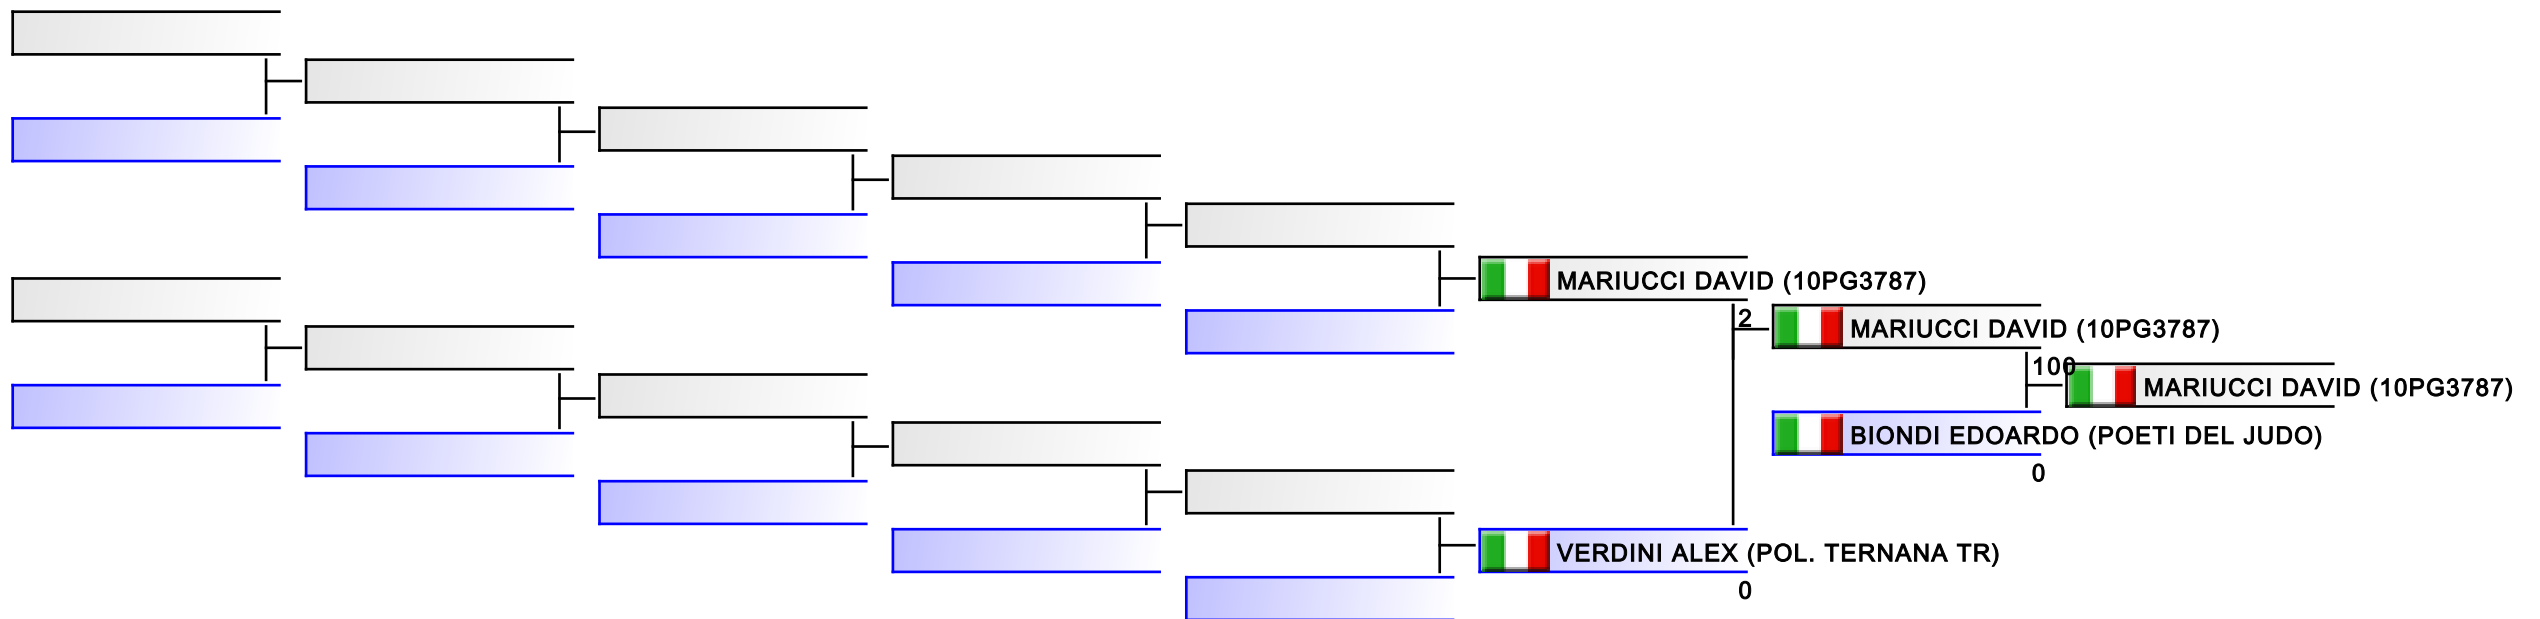 MARIUCCI DAVID (10PG3787)
2
MARIUCCI DAVID (10PG3787)
100
MARIUCCI DAVID (10PG3787)
BIONDI EDOARDO (POETI DEL JUDO)
0
VERDINI ALEX (POL. TERNANA TR)
0